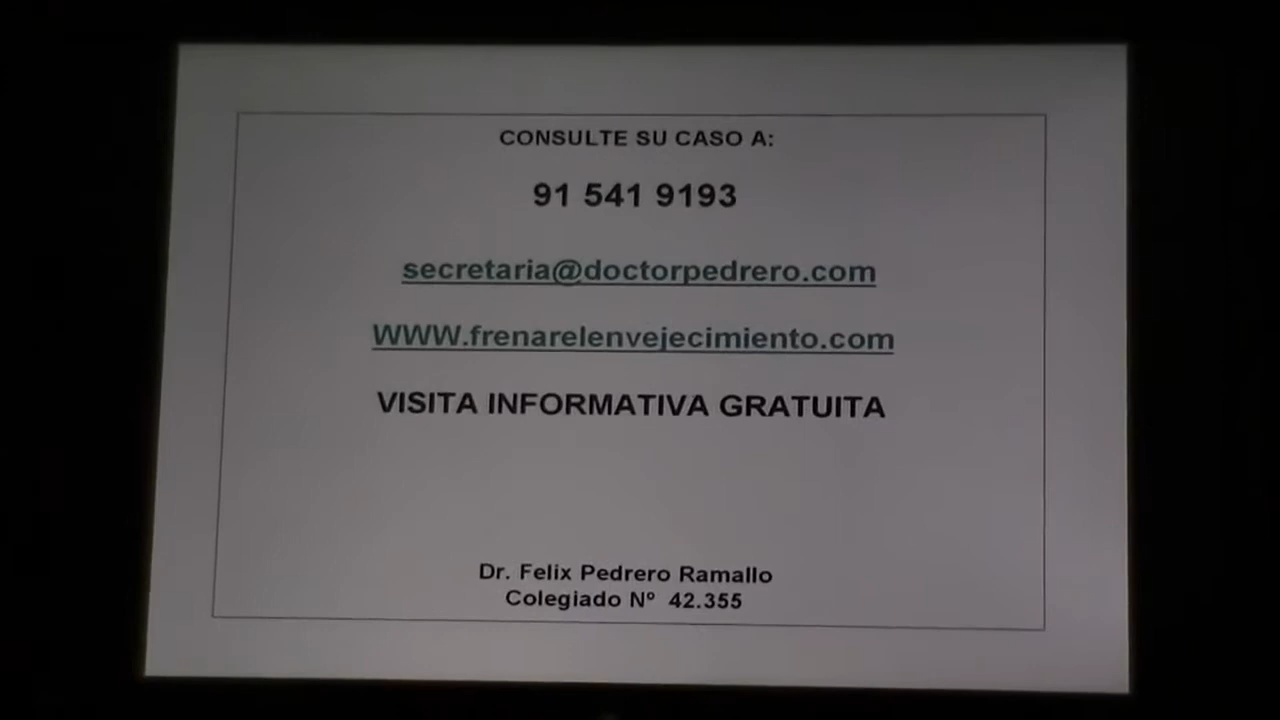 CONSULTE SU CASO A:
91 541 9193
secretaria@doctorpedrero.com
WWW.frenarelenvejecimiento.com
VISITA INFORMATIVA GRATUITA
Dr. Felix Pedrero Ramallo
Colegiado Nº 42.355